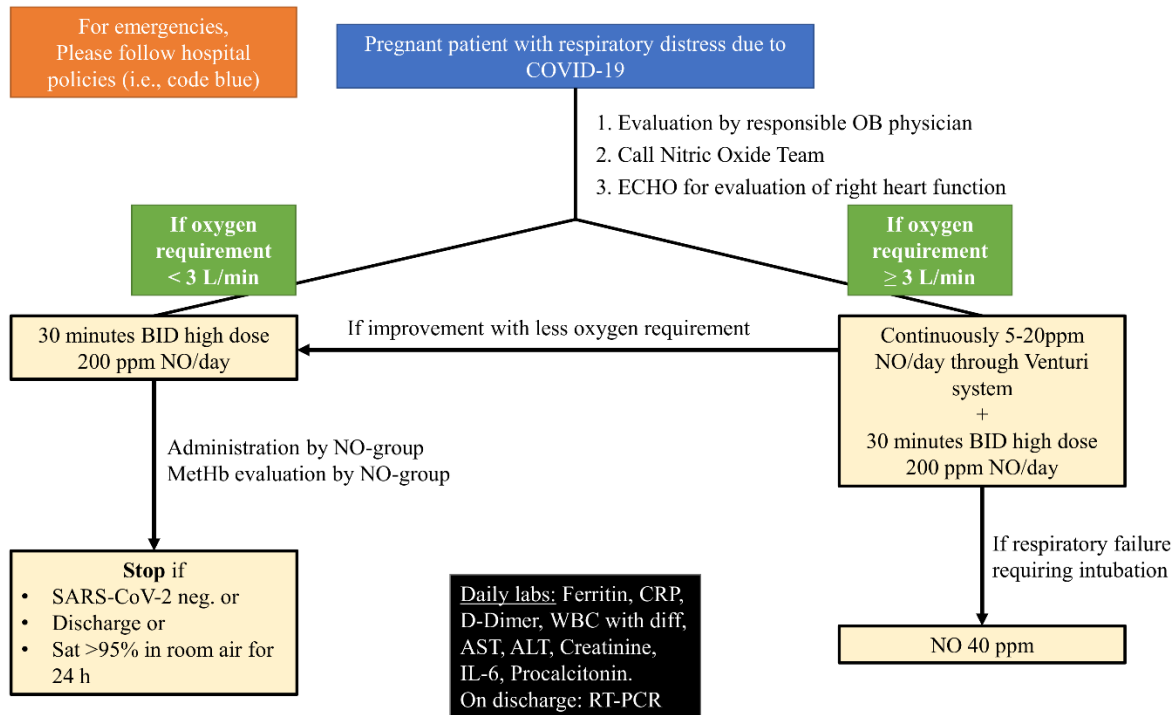 For emergencies,
Please follow hospital
policies (i.e., code blue)
Pregnant patient with respiratory distress due to
COVID-19
1. Evaluation by responsible OB physician
2. Call Nitric Oxide Team
3. ECHO for evaluation of right heart function
If oxygen
requirement
< 3 L/min
If oxygen
requirement
≥ 3 L/min
30 minutes BID high dose
200 ppm NO/day
If improvement with less oxygen requirement
Continuously 5-20ppm
NO/day through Venturi
system
+
30 minutes BID high dose
200 ppm NO/day
Administration by NO-group
MetHb evaluation by NO-group
If respiratory failure
requiring intubation
Stop if
• SARS-CoV-2 neg. or
• Discharge or
• Sat >95% in room air for
24 h
Daily labs: Ferritin, CRP,
D-Dimer, WBC with diff,
AST, ALT, Creatinine,
IL-6, Procalcitonin.
On discharge: RT-PCR
NO 40 ppm